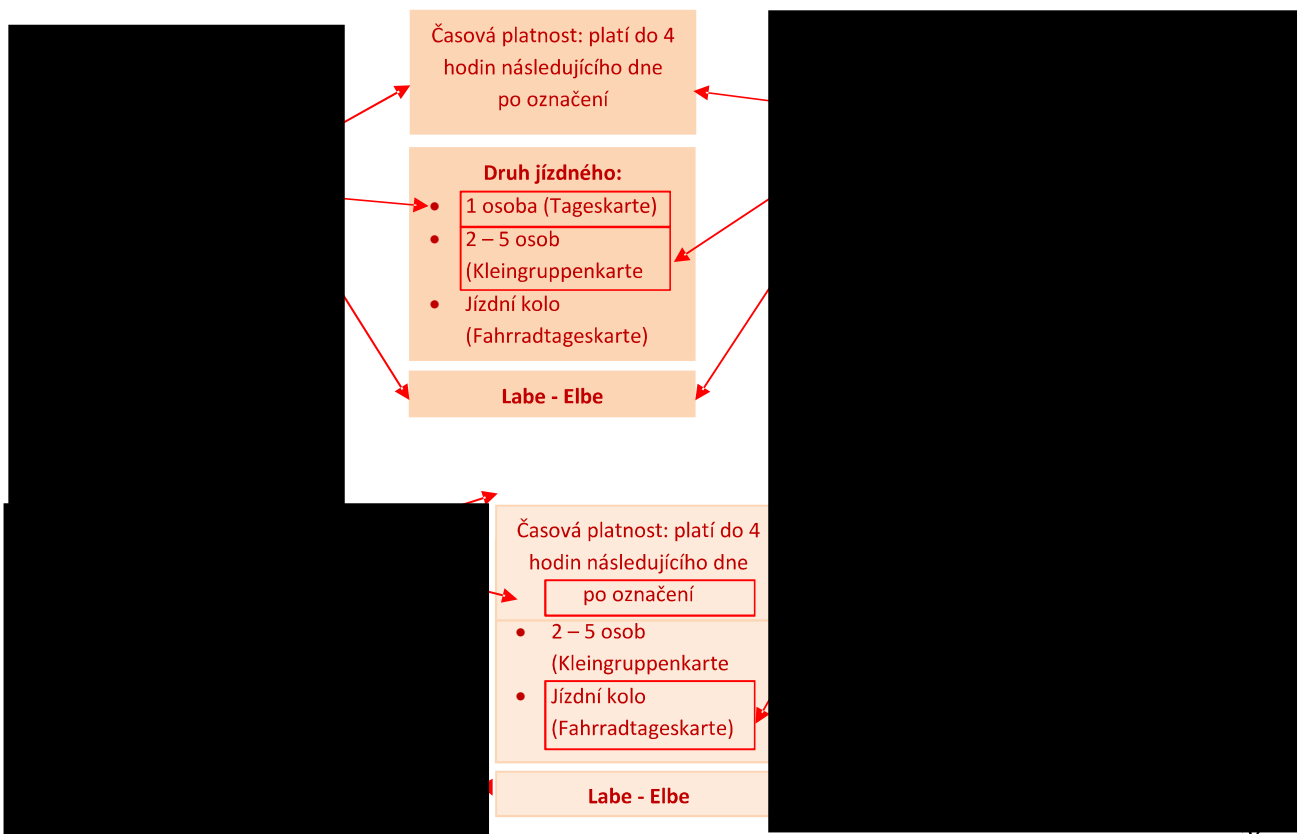 Časová platnost: platí do 4
hodin následujícího dne
po označení
Druh jízdného:
• 1 osoba (Tageskarte)
• 2 – 5 osob
(Kleingruppenkarte
• Jízdní kolo
(Fahrradtageskarte)
Labe - Elbe
Časová platnost: platí do 4
hodin následujícího dne
po označení
• 2 – 5 osob
(Kleingruppenkarte
• Jízdní kolo
(Fahrradtageskarte)
Labe - Elbe